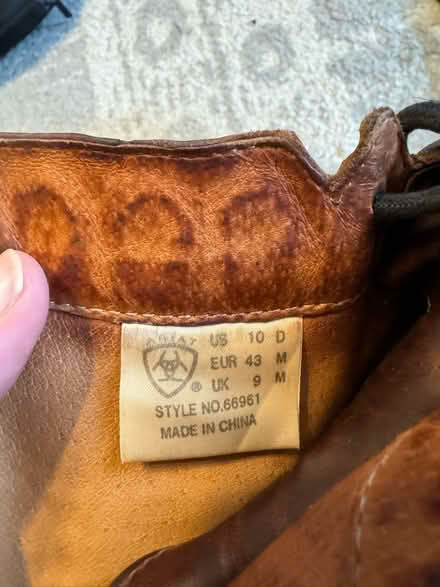 ARIAT
US 10 D
EUR 43 M
® UK 9 M
STYLE NO.66961
MADE IN CHINA